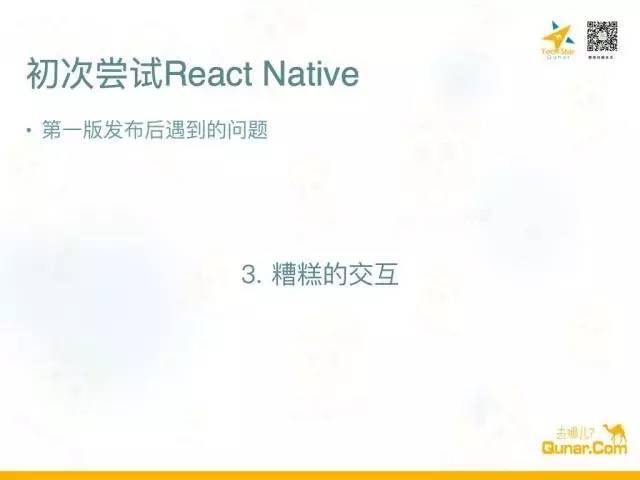 Tech Star
Qunar
初次尝试React Native
• 第一版发布后遇到的问题
3. 糟糕的交互
去哪儿?
Qunar.Com